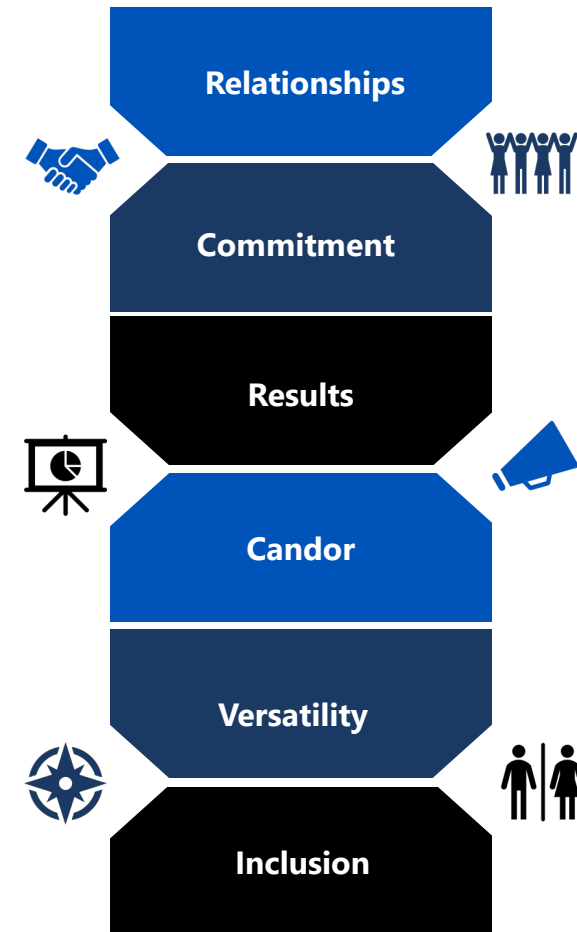 Relationships
Commitment
Results
Candor
Versatility
Inclusion